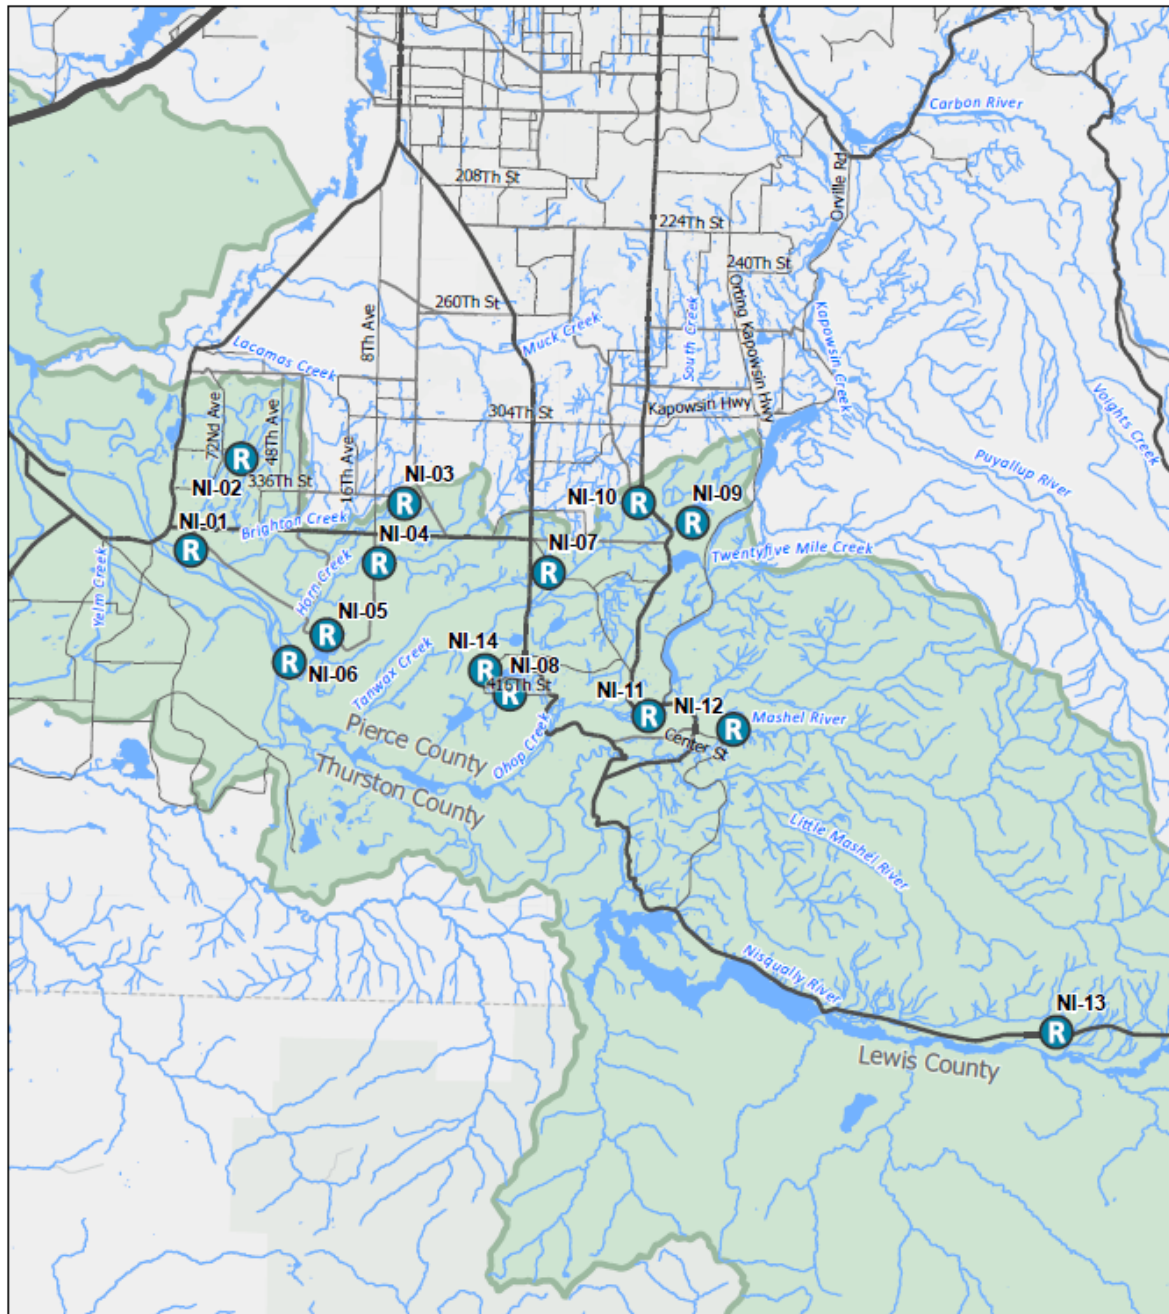 Carbon River
208Th St
Orville Rd
224Th St
240Th St
Orting Kapowsin Hwy
260Th St
8Th Ave
Muck Creek
South Creek
Kapowsin Creek
Lacamas Creek
Voights Creek
72Nd Ave
48Th Ave
304Th St
Kapowsin Hwy
16Th Ave
Puyallup River
R
NI-02
336Th St
NI-03
R
NI-10
R
NI-09
R
NI-01
R
Brighton Creek
NI-04
R
NI-07
R
Twentyfive Mile Creek
Yelm Creek
Horn Creek
NI-05
R
NI-06
R
Tanwax Creek
NI-14
R
NI-08
R
416Th St
NI-11
R
NI-12
R
Mashel River
Center St
Ohop Creek
Pierce County
Thurston County
Little Mashel River
Nisqually River
NI-13
R
Lewis County